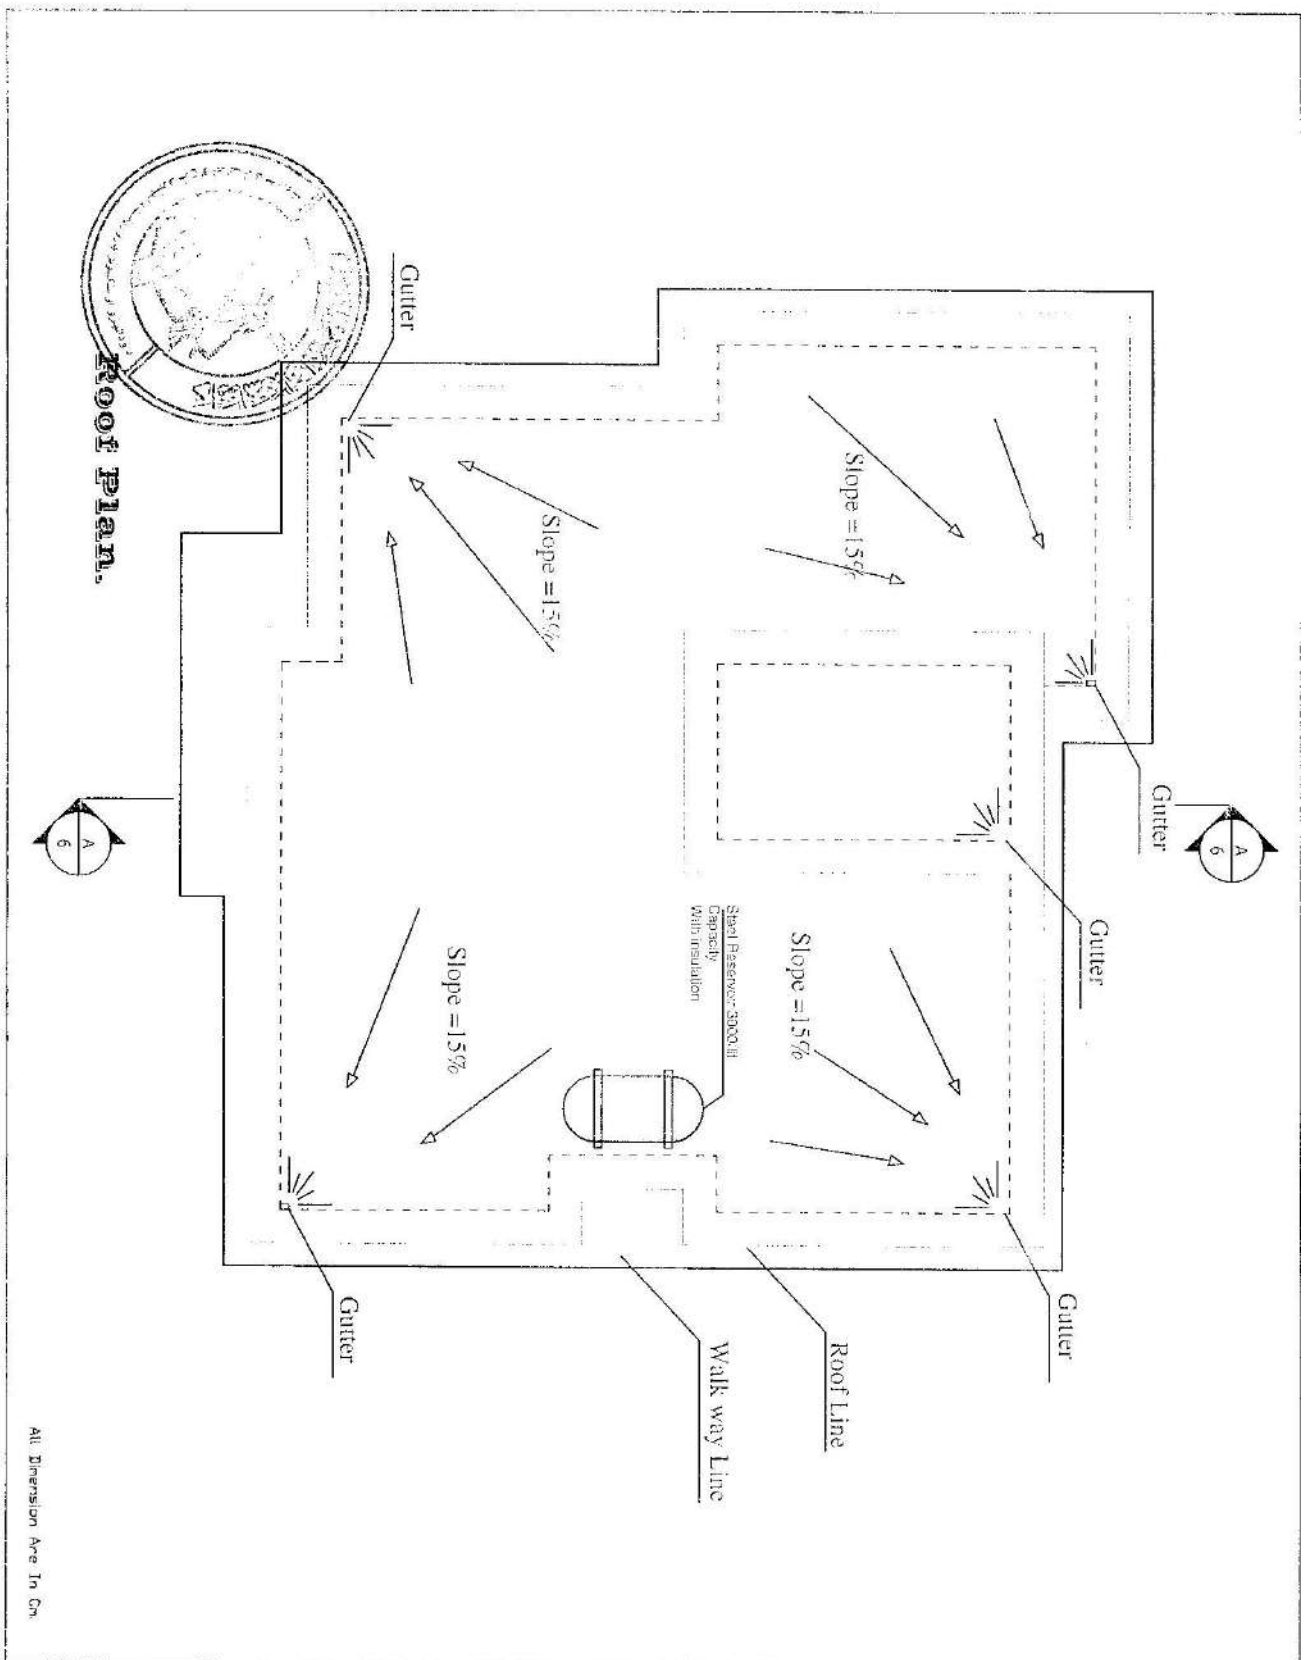 Gutter
Gutter
Gutter
Gutter
Gutter
Roof Line
Walk way Line
Slope =15%
Slope =15%
Slope =15%
Slope =15%
Steel Reservoir 3000.lit
Capacity
With insulation
A
6
A
6
Roof Plan.
All Dimension Are In Cm.